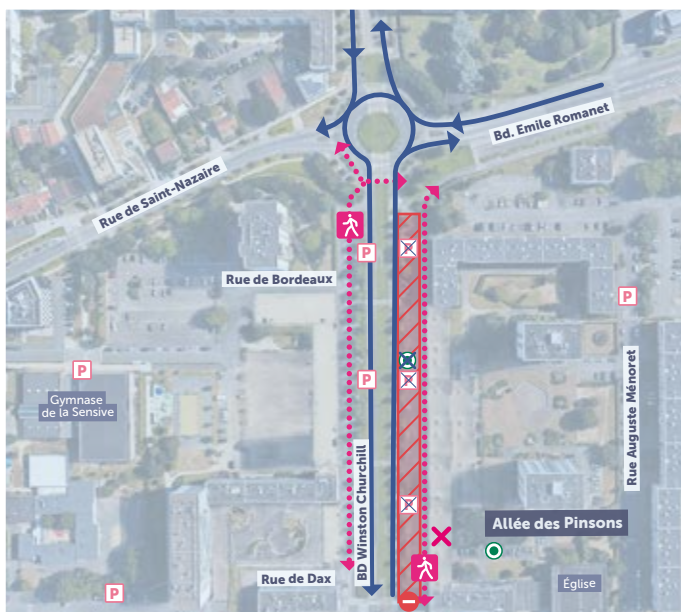 Bd. Emile Romanet
Rue de Saint-Nazaire
P
P
Rue de Bordeaux
P
P
Gymnase
de la Sensive
P
P
Rue Auguste Ménoret
BD Winston Churchill
P
Allée des Pinsons
Rue de Dax
Église
P